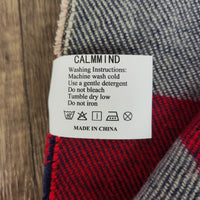 CALMMIND
Washing Instructions:
Machine wash cold
Use a gentle detergent
Do not bleach
Tumble dry low
Do not iron
MADE IN CHINA